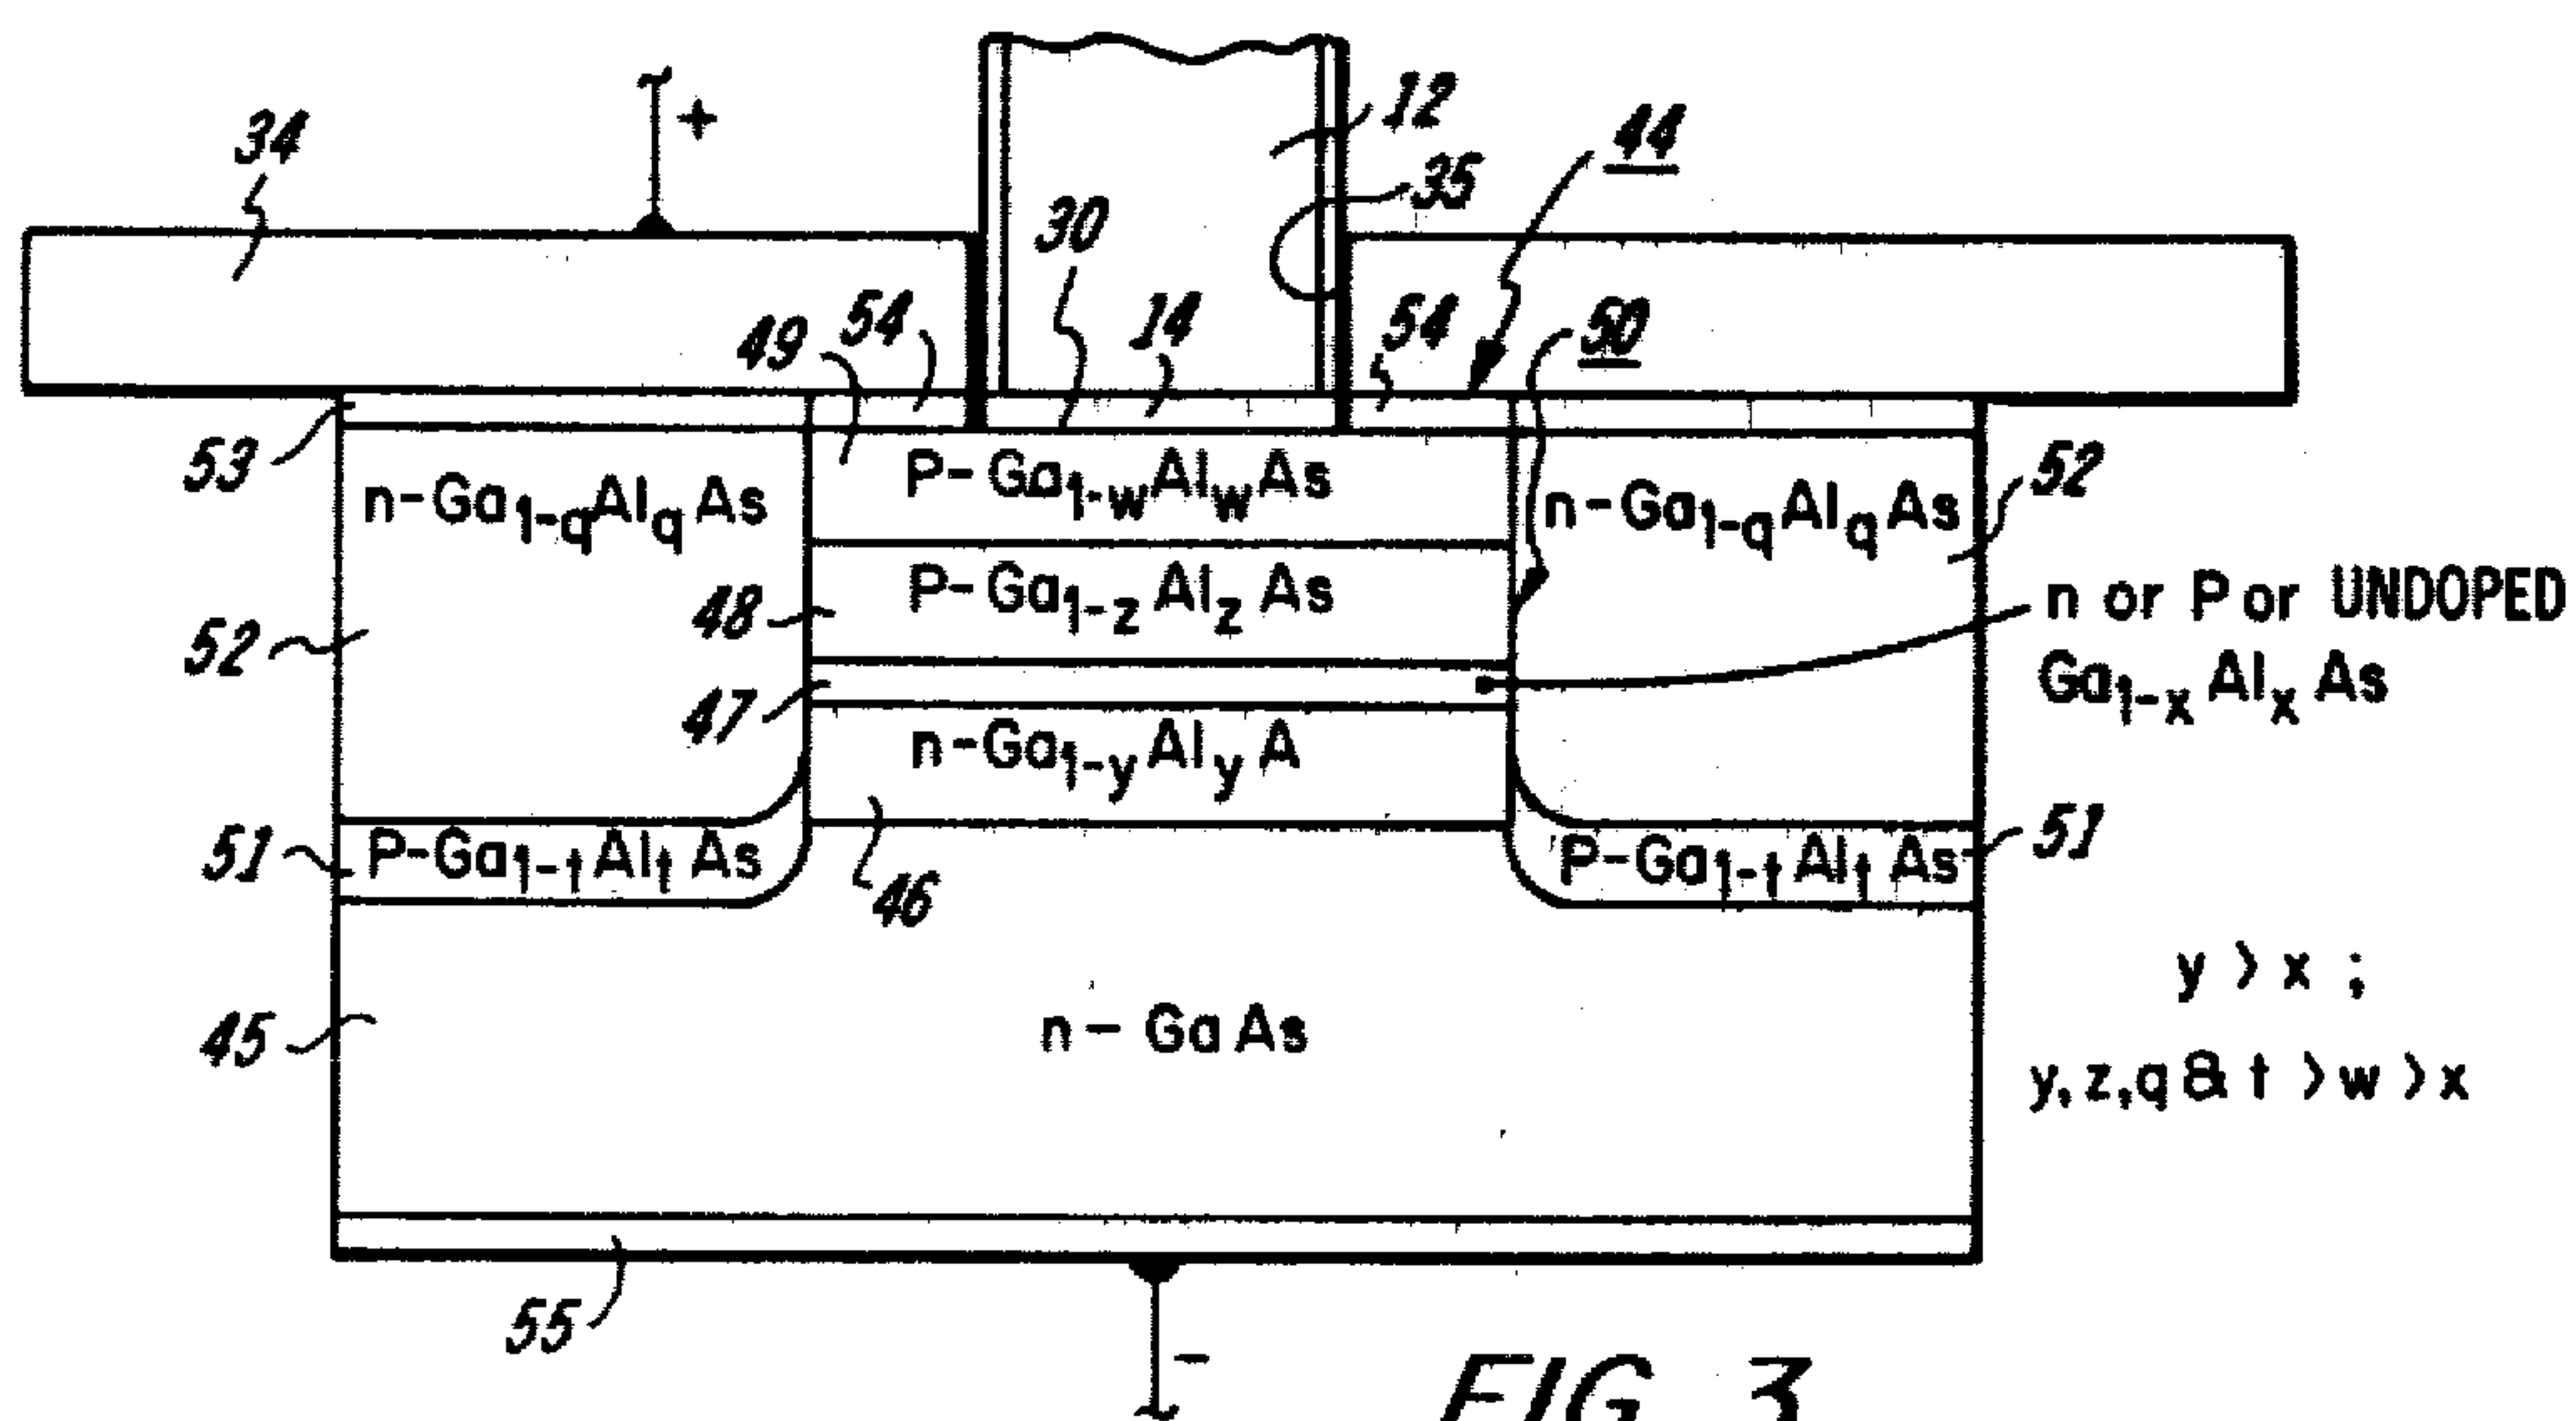 12
+
34
44
35
30
54
14
54
50
49
53
P-Ga₁₋wAlwAs
52
n-Ga₁₋qAlqAs
n-Ga₁₋qAlqAs
P-Ga₁₋zAlzAs
n or P or UNDOPED
Ga₁₋ₓAlₓAs
48
52
47
n-Ga₁₋yAlyA
51
P-Ga₁₋ₜAlₜAs
P-Ga₁₋ₜAlₜAs
51
46
y > x ;
45
n-GaAs
y, z, q & t > w > x
55
-
FIG. 3